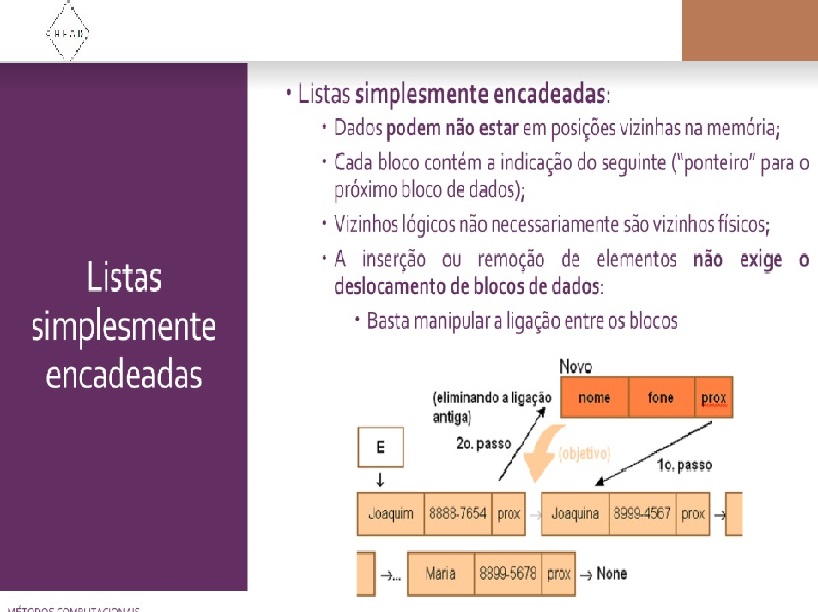 Listas
simplesmente
encadeadas
• Listas simplesmente encadeadas:
• Dados podem não estar em posições vizinhas na memória;
• Cada bloco contém a indicação do seguinte (“ponteiro” para o
próximo bloco de dados);
• Vizinhos lógicos não necessariamente são vizinhos físicos;
• A inserção ou remoção de elementos não exige o
deslocamento de blocos de dados:
• Basta manipular a ligação entre os blocos
Novo
(eliminando a ligação
antiga)
nome fone prox
2o. passo
(objetivo)
1o. passo
E
Joaquim 8888-7654 prox → Joaquina 8999-4567 prox →
→... Maria 8899-5678 prox → None
MÉTODOS COMPUTACIONAIS